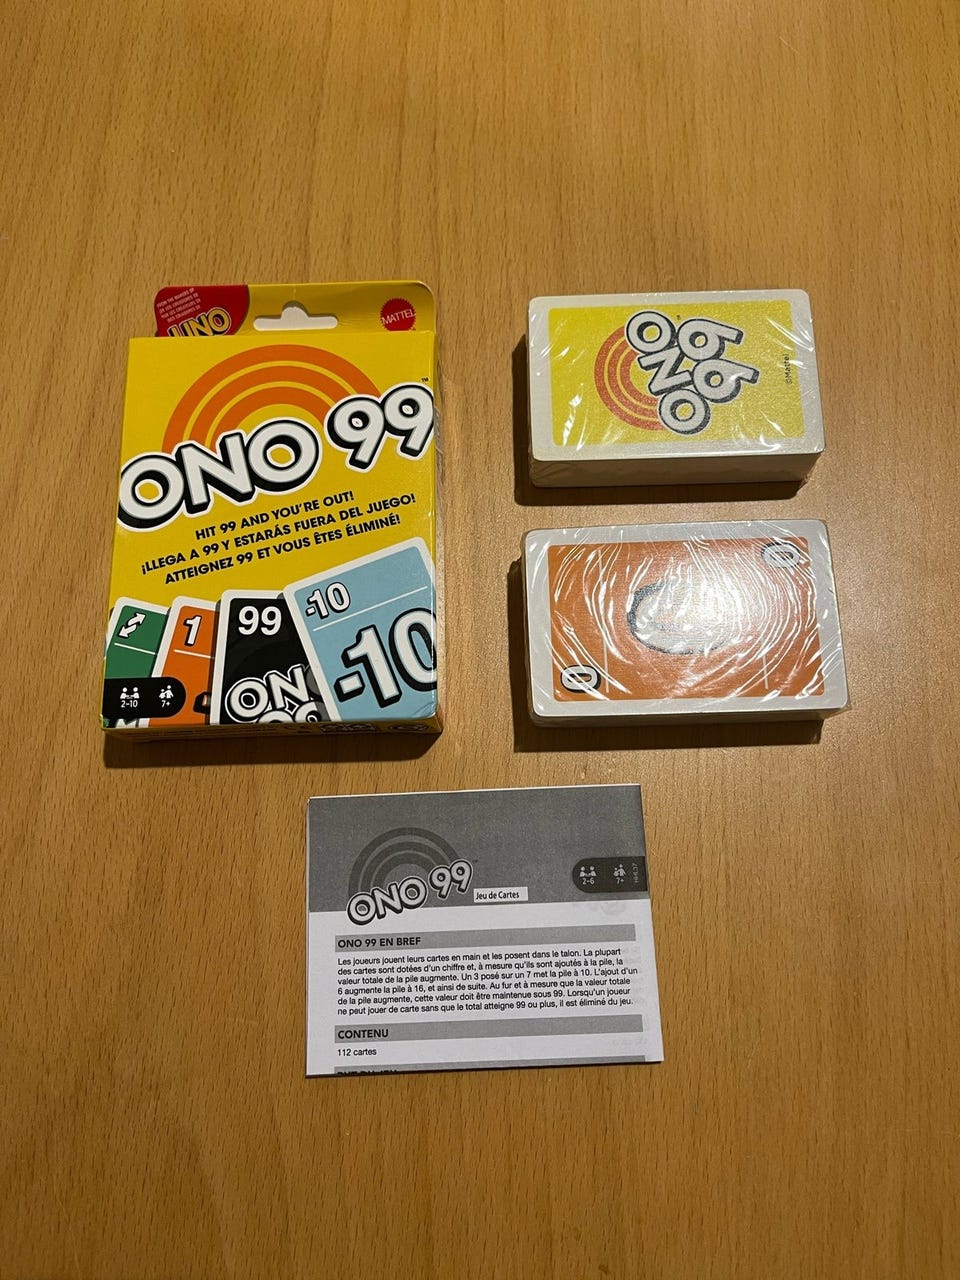 UNO
MATTEL
ONO 99™
HIT 99 AND YOU'RE OUT!
¡LLEGA A 99 Y ESTARÁS FUERA DEL JUEGO!
ATTEIGNEZ 99 ET VOUS ÊTES ÉLIMINÉ!
1
99
ONO
99
-10
-10
2-10
7+
ONO
99
™
©Mattel
0
0
ONO 99™
Jeu de Cartes
2-6
7+
ONO 99 EN BREF
Les joueurs jouent leurs cartes en main et les posent dans le talon. La plupart
des cartes sont dotées d'un chiffre et, à mesure qu'ils sont ajoutés à la pile, la
valeur totale de la pile augmente. Un 3 posé sur un 7 met la pile à 10. L'ajout d'un
6 augmente la pile à 16, et ainsi de suite. Au fur et à mesure que la valeur totale
de la pile augmente, cette valeur doit être maintenue sous 99. Lorsqu'un joueur
ne peut jouer de carte sans que le total atteigne 99 ou plus, il est éliminé du jeu.
CONTENU
112 cartes